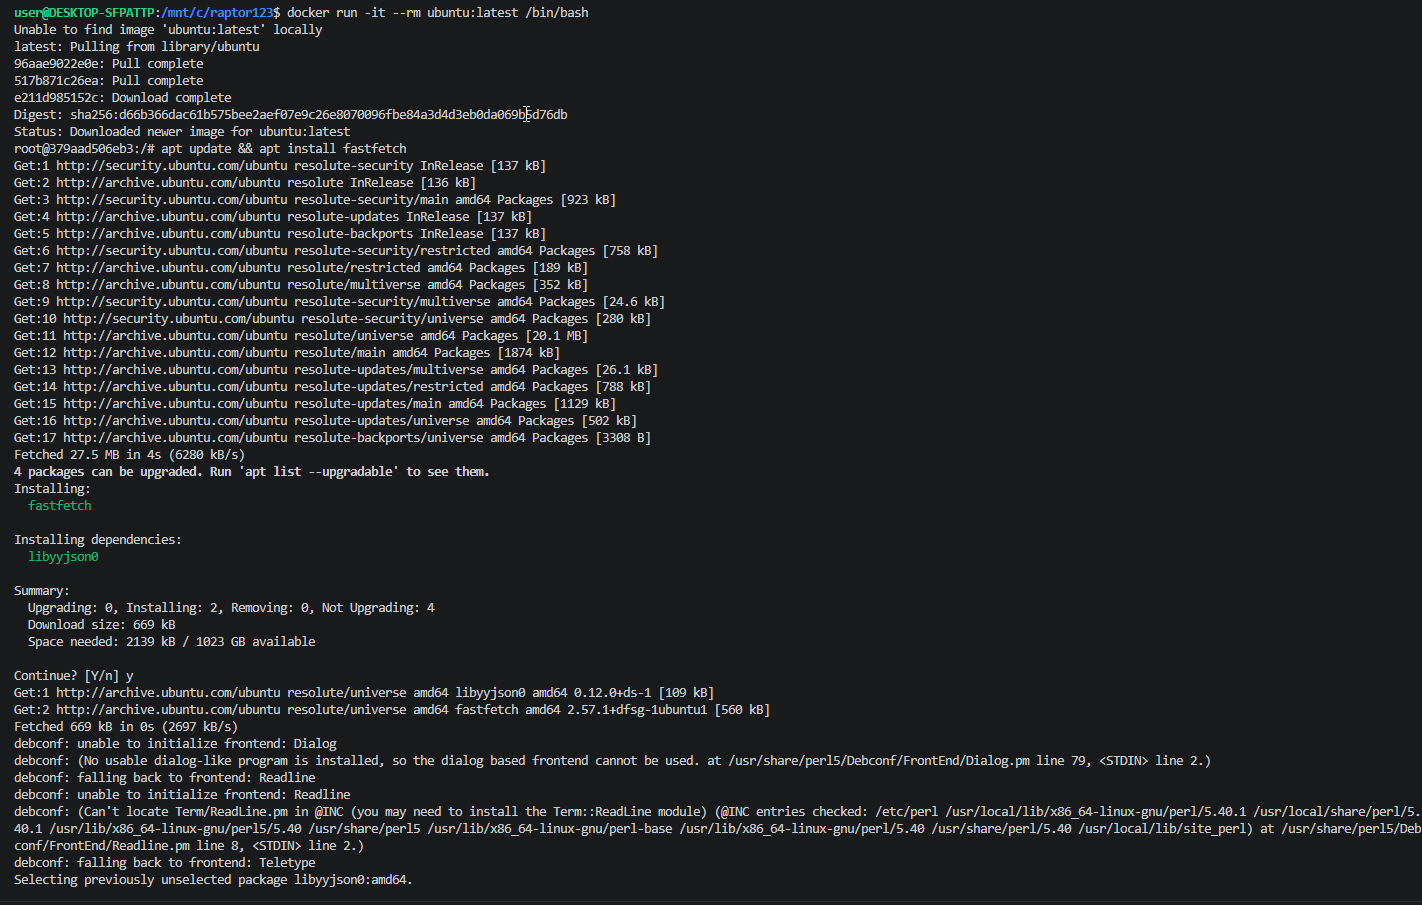 user@DESKTOP-SFPATTP:/mnt/c/raptor123$ docker run -it --rm ubuntu:latest /bin/bash
Unable to find image 'ubuntu:latest' locally
latest: Pulling from library/ubuntu
96aae9022e0e: Pull complete
517b871c26ea: Pull complete
e211d985152c: Download complete
Digest: sha256:d66b366dac61b575bee2aef07e9c26e8070096fbe84a3d4d3eb0da069b5d76db
Status: Downloaded newer image for ubuntu:latest
root@379aad506eb3:/# apt update && apt install fastfetch
Get:1 http://security.ubuntu.com/ubuntu resolute-security InRelease [137 kB]
Get:2 http://archive.ubuntu.com/ubuntu resolute InRelease [136 kB]
Get:3 http://security.ubuntu.com/ubuntu resolute-security/main amd64 Packages [923 kB]
Get:4 http://archive.ubuntu.com/ubuntu resolute-updates InRelease [137 kB]
Get:5 http://archive.ubuntu.com/ubuntu resolute-backports InRelease [137 kB]
Get:6 http://security.ubuntu.com/ubuntu resolute-security/restricted amd64 Packages [758 kB]
Get:7 http://archive.ubuntu.com/ubuntu resolute/restricted amd64 Packages [189 kB]
Get:8 http://archive.ubuntu.com/ubuntu resolute/multiverse amd64 Packages [352 kB]
Get:9 http://security.ubuntu.com/ubuntu resolute-security/multiverse amd64 Packages [24.6 kB]
Get:10 http://security.ubuntu.com/ubuntu resolute-security/universe amd64 Packages [280 kB]
Get:11 http://archive.ubuntu.com/ubuntu resolute/universe amd64 Packages [20.1 MB]
Get:12 http://archive.ubuntu.com/ubuntu resolute/main amd64 Packages [1874 kB]
Get:13 http://archive.ubuntu.com/ubuntu resolute-updates/multiverse amd64 Packages [26.1 kB]
Get:14 http://archive.ubuntu.com/ubuntu resolute-updates/restricted amd64 Packages [788 kB]
Get:15 http://archive.ubuntu.com/ubuntu resolute-updates/main amd64 Packages [1129 kB]
Get:16 http://archive.ubuntu.com/ubuntu resolute-updates/universe amd64 Packages [502 kB]
Get:17 http://archive.ubuntu.com/ubuntu resolute-backports/universe amd64 Packages [3308 B]
Fetched 27.5 MB in 4s (6280 kB/s)
4 packages can be upgraded. Run 'apt list --upgradable' to see them.
Installing:
  fastfetch

Installing dependencies:
  libyyjson0

Summary:
  Upgrading: 0, Installing: 2, Removing: 0, Not Upgrading: 4
  Download size: 669 kB
  Space needed: 2139 kB / 1023 GB available

Continue? [Y/n] y
Get:1 http://archive.ubuntu.com/ubuntu resolute/universe amd64 libyyjson0 amd64 0.12.0+ds-1 [109 kB]
Get:2 http://archive.ubuntu.com/ubuntu resolute/universe amd64 fastfetch amd64 2.57.1+dfsg-1ubuntu1 [560 kB]
Fetched 669 kB in 0s (2697 kB/s)
debconf: unable to initialize frontend: Dialog
debconf: (No usable dialog-like program is installed, so the dialog based frontend cannot be used. at /usr/share/perl5/Debconf/FrontEnd/Dialog.pm line 79, <STDIN> line 2.)
debconf: falling back to frontend: Readline
debconf: unable to initialize frontend: Readline
debconf: (Can't locate Term/ReadLine.pm in @INC (you may need to install the Term::ReadLine module) (@INC entries checked: /etc/perl /usr/local/lib/x86_64-linux-gnu/perl/5.40.1 /usr/local/share/perl/5.
40.1 /usr/lib/x86_64-linux-gnu/perl5/5.40 /usr/share/perl5 /usr/lib/x86_64-linux-gnu/perl-base /usr/lib/x86_64-linux-gnu/perl/5.40 /usr/share/perl/5.40 /usr/local/lib/site_perl) at /usr/share/perl5/Deb
conf/FrontEnd/Readline.pm line 8, <STDIN> line 2.)
debconf: falling back to frontend: Teletype
Selecting previously unselected package libyyjson0:amd64.